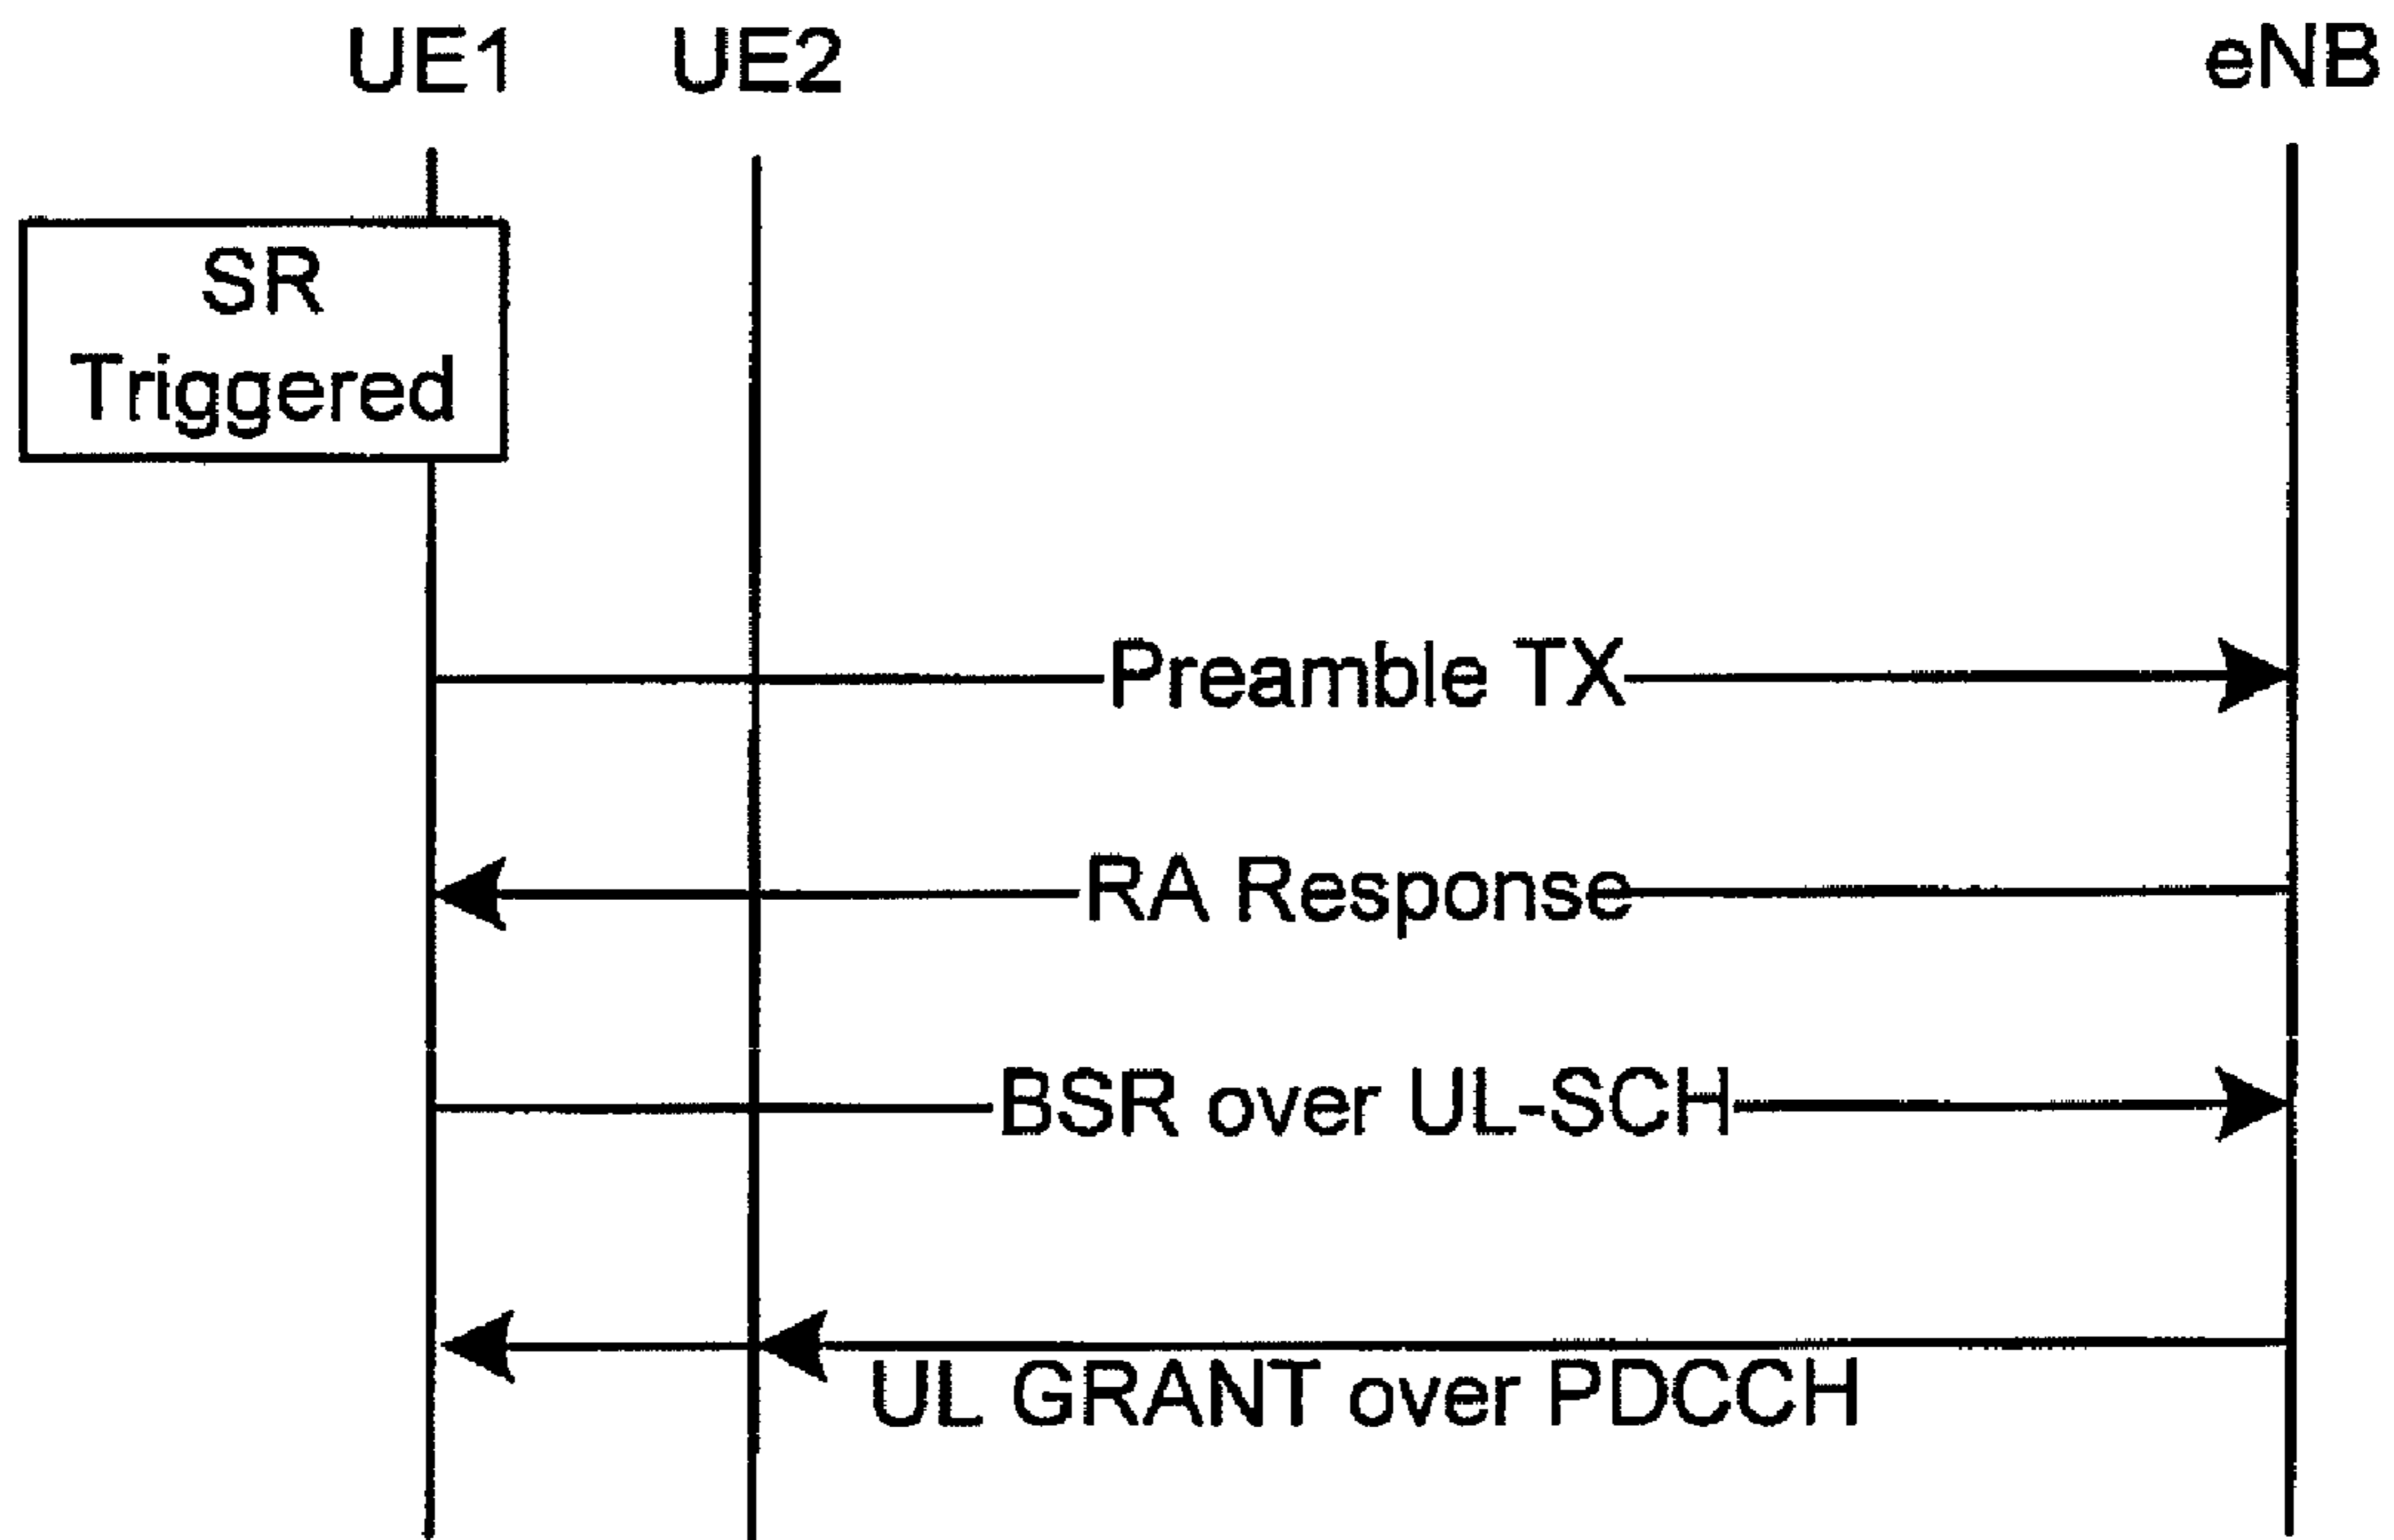 UE1 UE2 eNB
SR
Triggered
Preamble TX
RA Response
BSR over UL-SCH
UL GRANT over PDCCH